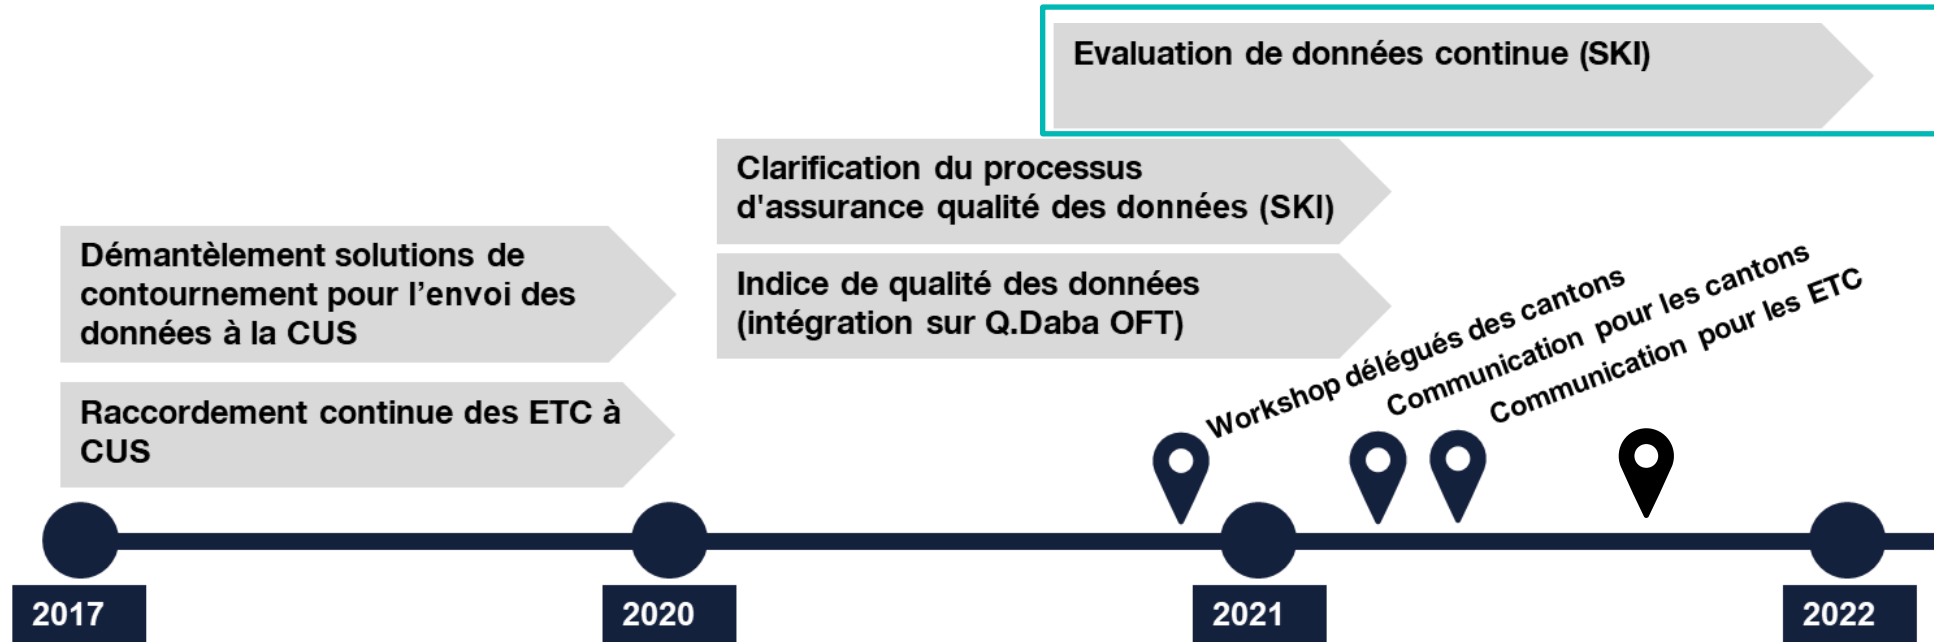 Evaluation de données continue (SKI)
Clarification du processus
d'assurance qualité des données (SKI)
Démantèlement solutions de
contournement pour l’envoi des
données à la CUS
Indice de qualité des données
(intégration sur Q.Daba OFT)
Raccordement continue des ETC à
CUS
Workshop délégués des cantons
Communication pour les cantons
Communication pour les ETC
2017
2020
2021
2022